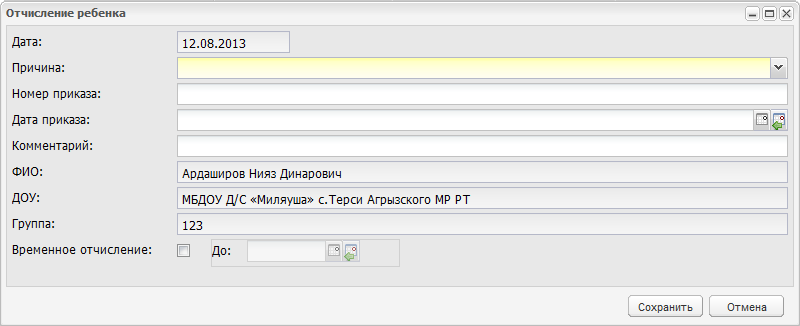 Отчисление ребенка
Дата: 12.08.2013
Причина:
Номер приказа:
Дата приказа:
Комментарий:
ФИО: Ардаширов Нияз Динарович
ДОУ: МБДОУ Д/С «Миляуша» с.Терси Агрызского МР РТ
Группа: 123
Временное отчисление: До:
Сохранить Отмена